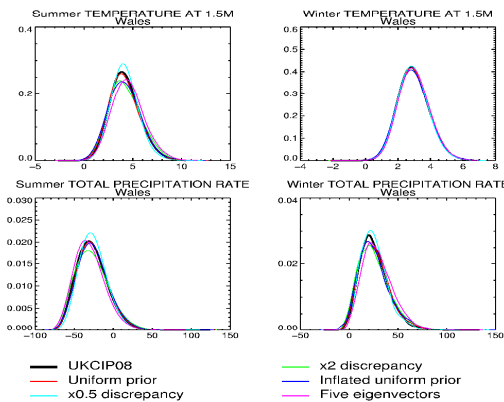 Summer TEMPERATURE AT 1.5M
Wales
0.4
0.2
0.0
−5 0 5 10 15
Winter TEMPERATURE AT 1.5M
Wales
0.6
0.5
0.4
0.3
0.2
0.1
0.0
−4 −2 0 2 4 6 8
Summer TOTAL PRECIPITATION RATE
Wales
0.030
0.025
0.020
0.015
0.010
0.005
0.000
−100 −50 0 50 100 150
Winter TOTAL PRECIPITATION RATE
Wales
0.04
0.02
0.00
−50 0 50 100 150
UKCIP08
Uniform prior
x0.5 discrepancy
x2 discrepancy
Inflated uniform prior
Five eigenvectors